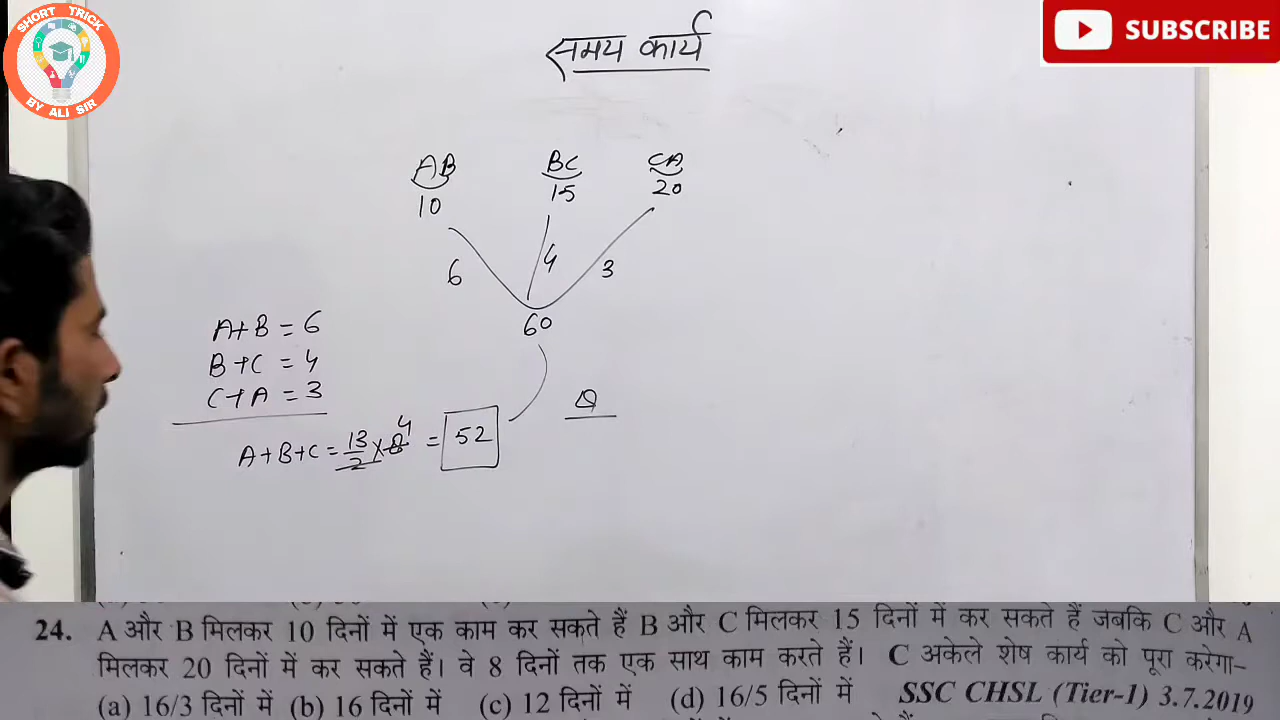 SHORT TRICK
BY ALI SIR
SUBSCRIBE
समय कार्य
AB BC CA
10 15 20
6 4 3
60
A+B = 6
B+C = 4
C+A = 3
A+B+C = 13/2 × 8 4 = 52
24. A और B मिलकर 10 दिनों में एक काम कर सकते हैं B और C मिलकर 15 दिनों में कर सकते हैं जबकि C और A
मिलकर 20 दिनों में कर सकते हैं। वे 8 दिनों तक एक साथ काम करते हैं। C अकेले शेष कार्य को पूरा करेगा–
(a) 16/3 दिनों में (b) 16 दिनों में (c) 12 दिनों में (d) 16/5 दिनों में SSC CHSL (Tier-1) 3.7.2019